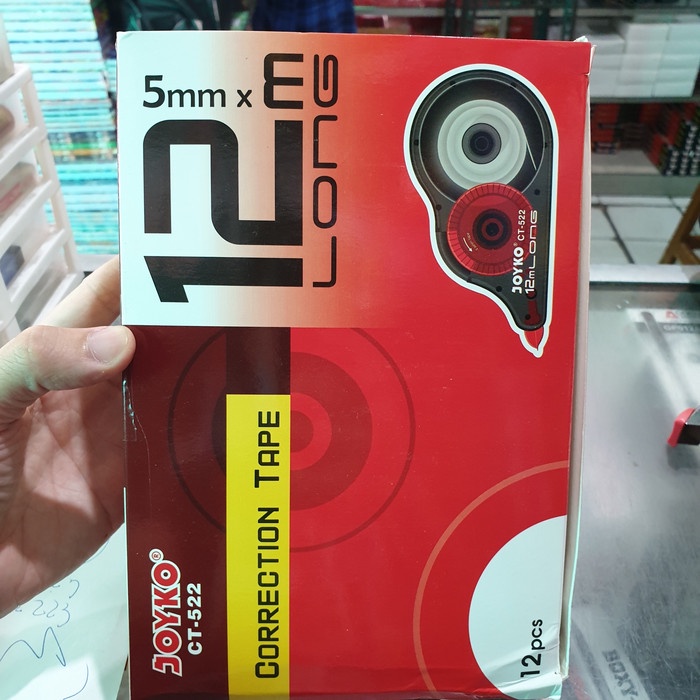 5mm x
12m
LONG
JOYKO® CT-522
12m LONG
CORRECTION TAPE
JOYKO®
CT-522
12pcs